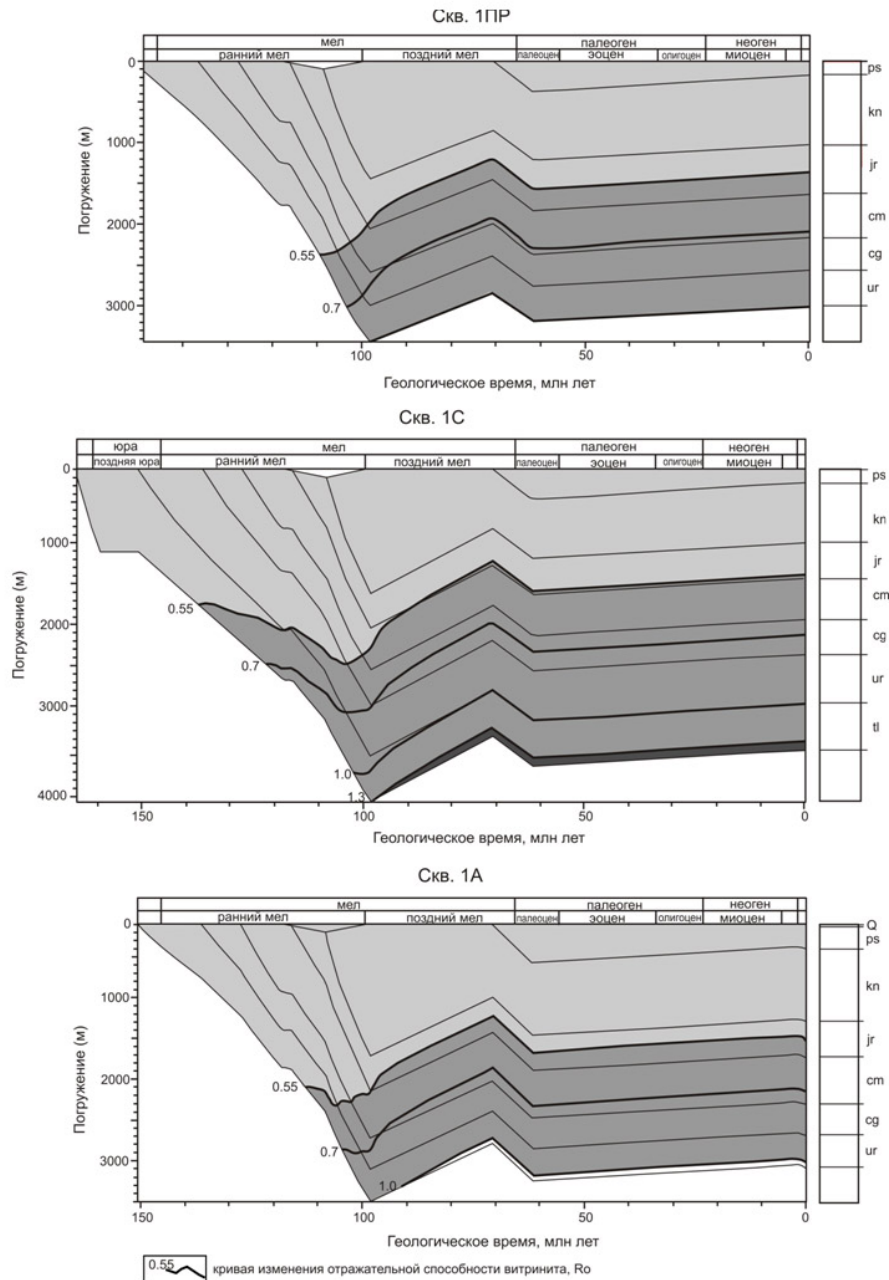 Скв. 1ПР
мел палеоген неоген
ранний мел поздний мел палеоцен эоцен олигоцен миоцен
0
1000
2000
3000
Погружение (м)
0.55
0.7
100 50 0
Геологическое время, млн лет
ps
kn
jr
cm
cg
ur
Скв. 1С
юра мел палеоген неоген
поздняя юра ранний мел поздний мел палеоцен эоцен олигоцен миоцен
0
1000
2000
3000
4000
Погружение (м)
0.55
0.7
1.0
1.3
150 100 50 0
Геологическое время, млн лет
ps
kn
jr
cm
cg
ur
tl
Скв. 1А
мел палеоген неоген
ранний мел поздний мел палеоцен эоцен олигоцен миоцен
0
1000
2000
3000
Погружение (м)
0.55
0.7
1.0
150 100 50 0
Геологическое время, млн лет
Q
ps
kn
jr
cm
cg
ur
0.55 кривая изменения отражательной способности витринита, Ro